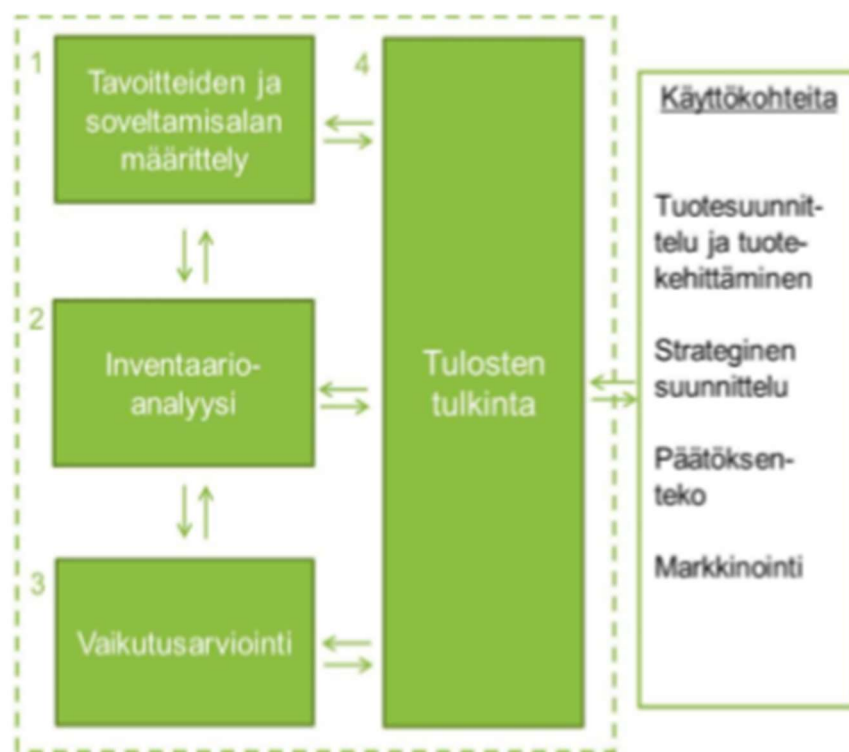 1
Tavoitteiden ja
soveltamisalan
määrittely
2
Inventaario-
analyysi
3
Vaikutusarviointi
4
Tulosten
tulkinta
Käyttökohteita
Tuotesuunnit-
telu ja tuote-
kehittäminen
Strateginen
suunnittelu
Päätöksen-
teko
Markkinointi